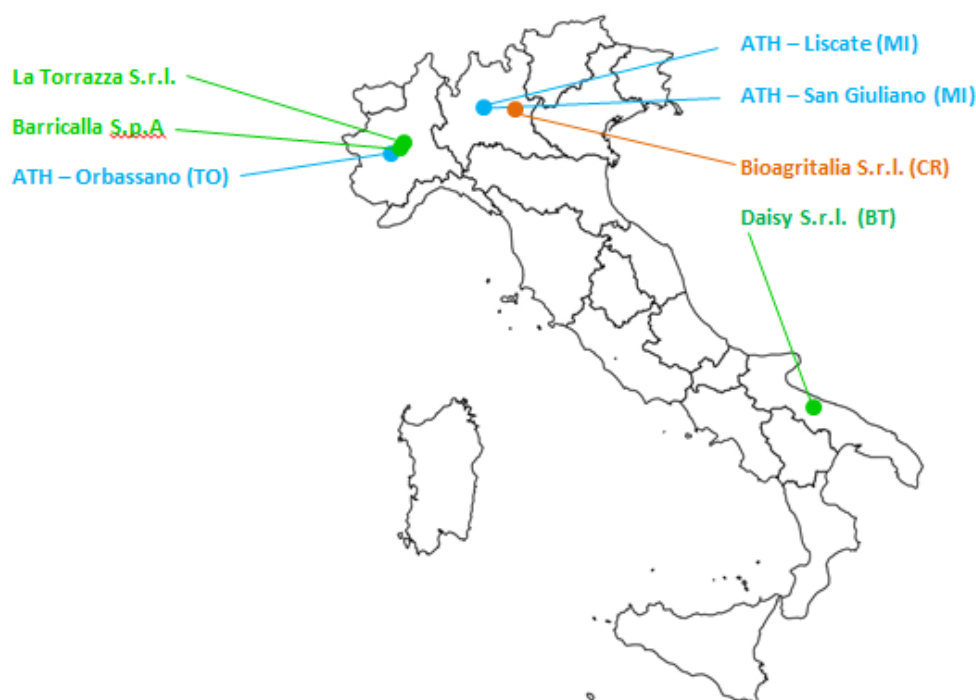 La Torrazza S.r.l.
Barricalla S.p.A
ATH – Orbassano (TO)
ATH – Liscate (MI)
ATH – San Giuliano (MI)
Bioagritalia S.r.l. (CR)
Daisy S.r.l. (BT)